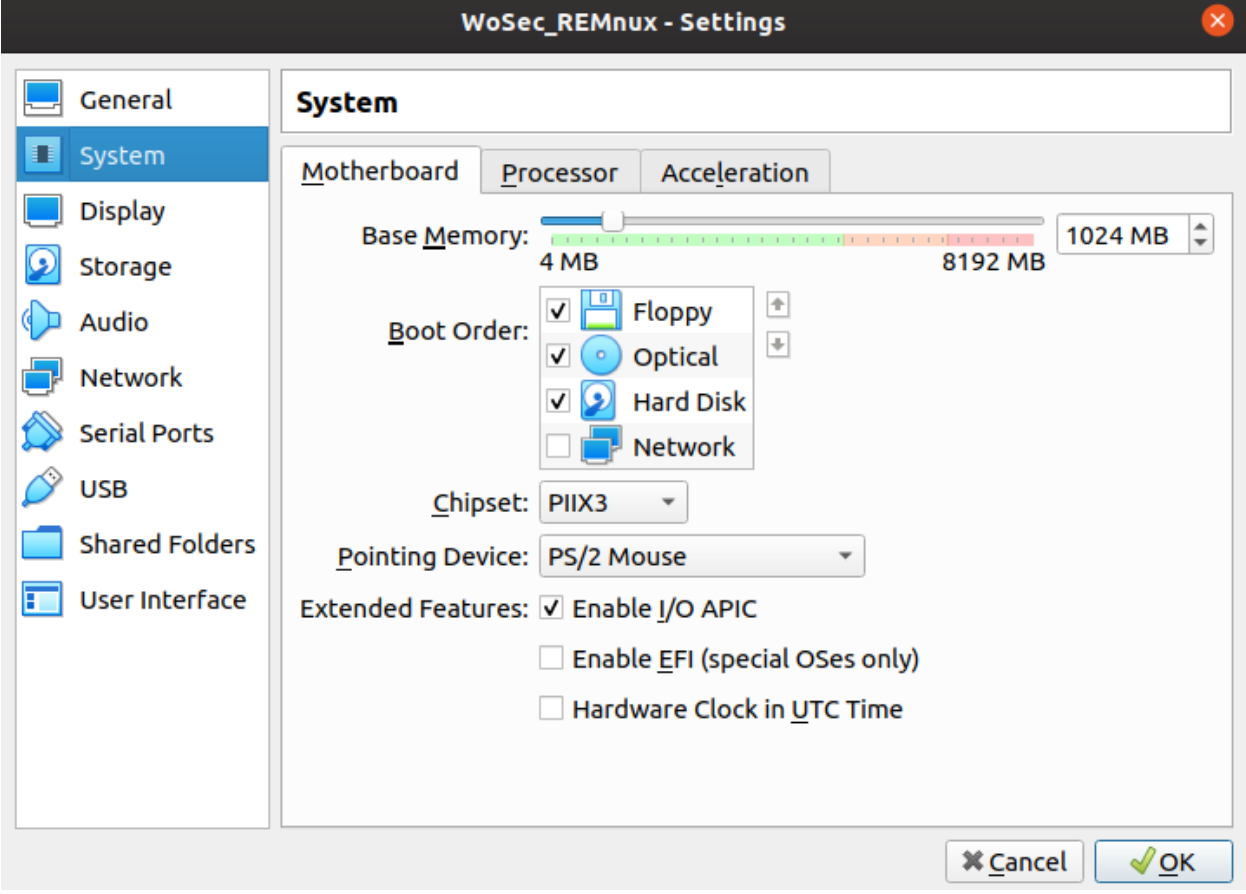 WoSec_REMnux - Settings
General
System
Display
Storage
Audio
Network
Serial Ports
USB
Shared Folders
User Interface
System
Motherboard Processor Acceleration
Base Memory: 1024 MB
4 MB 8192 MB
Boot Order:
Floppy
Optical
Hard Disk
Network
Chipset: PIIX3
Pointing Device: PS/2 Mouse
Extended Features: Enable I/O APIC
Enable EFI (special OSes only)
Hardware Clock in UTC Time
Cancel OK